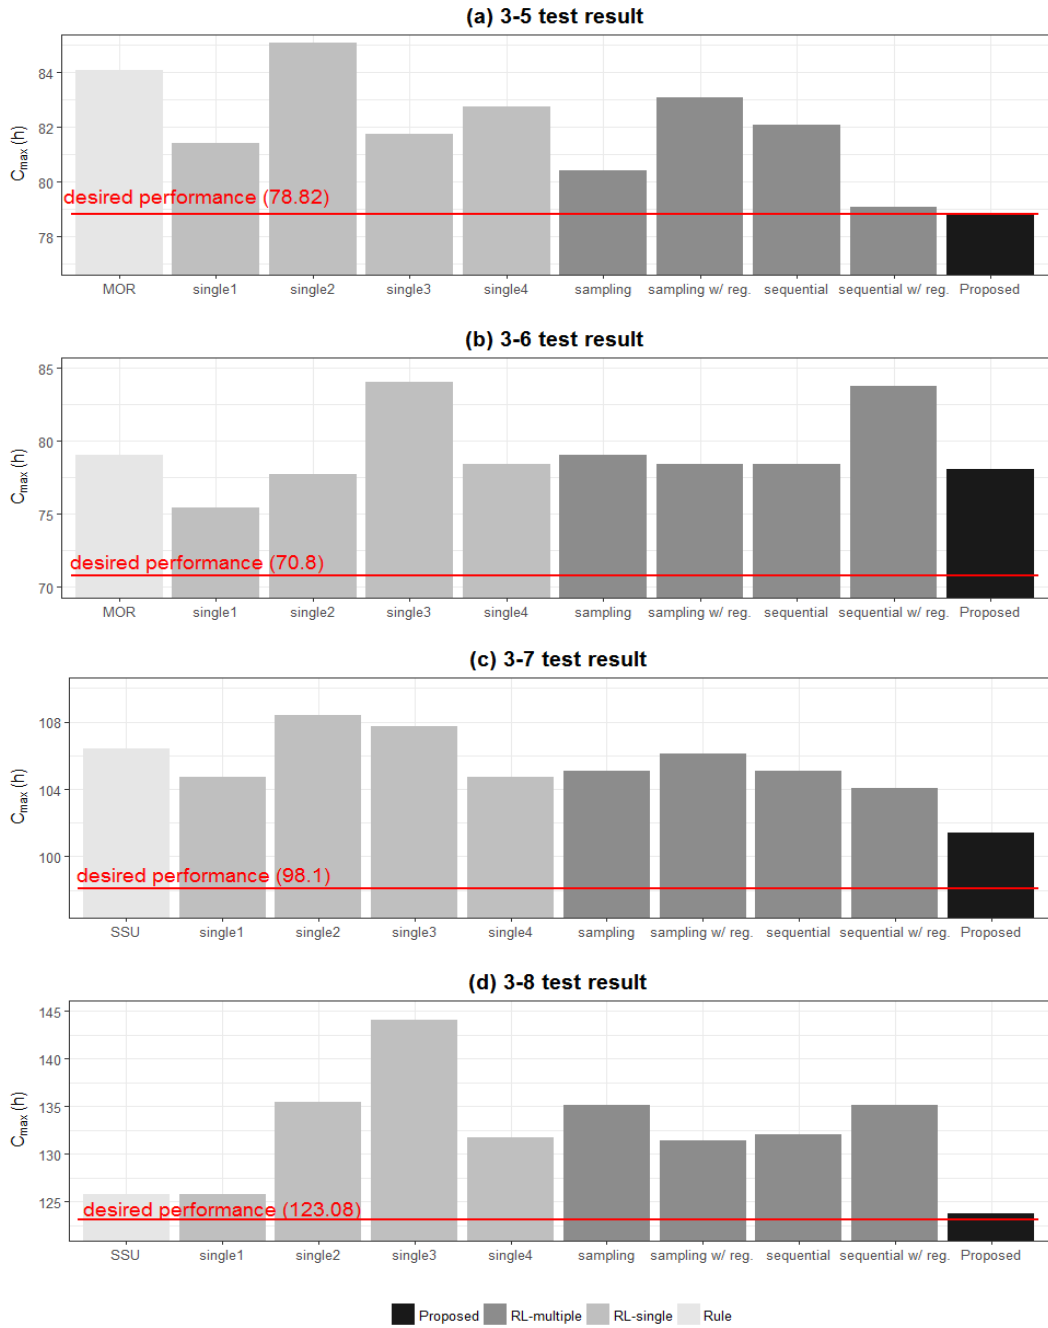 (a) 3-5 test result
84
82
80
78
Cmax (h)
desired performance (78.82)
MOR single1 single2 single3 single4 sampling sampling w/ reg. sequential sequential w/ reg. Proposed
(b) 3-6 test result
85
80
75
70
Cmax (h)
desired performance (70.8)
MOR single1 single2 single3 single4 sampling sampling w/ reg. sequential sequential w/ reg. Proposed
(c) 3-7 test result
108
104
100
Cmax (h)
desired performance (98.1)
SSU single1 single2 single3 single4 sampling sampling w/ reg. sequential sequential w/ reg. Proposed
(d) 3-8 test result
145
140
135
130
125
Cmax (h)
desired performance (123.08)
SSU single1 single2 single3 single4 sampling sampling w/ reg. sequential sequential w/ reg. Proposed
Proposed RL-multiple RL-single Rule